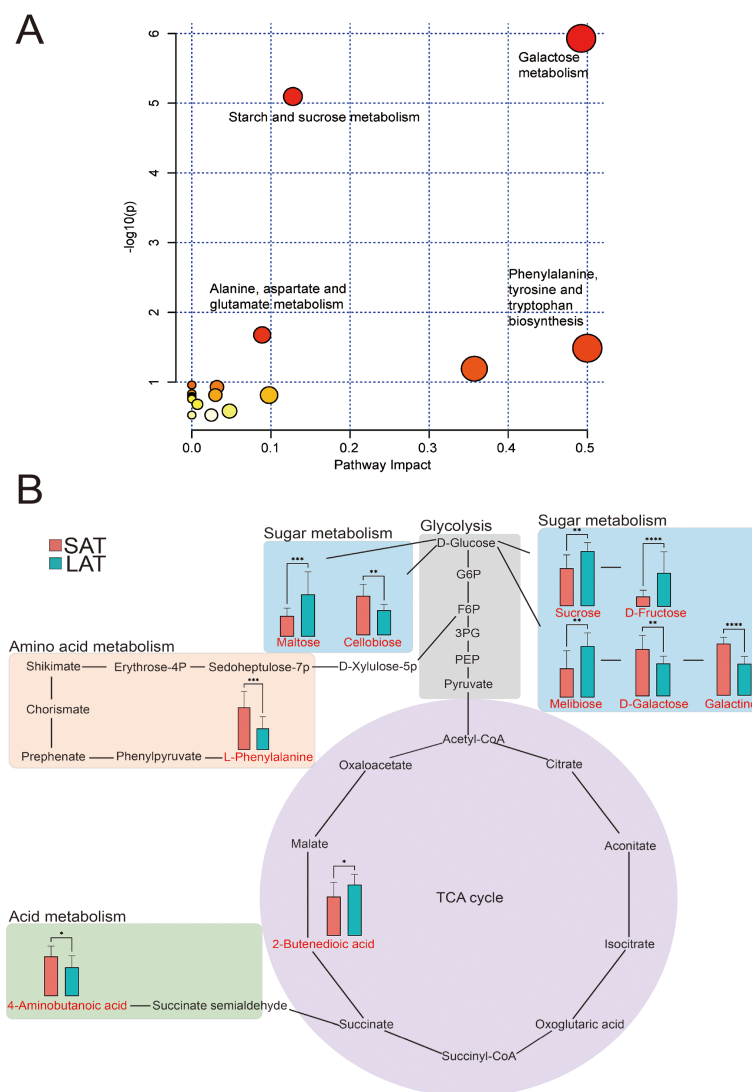 A
6
5
4
3
2
1
-log10(p)
Galactose
metabolism
Starch and sucrose metabolism
Alanine, aspartate and
glutamate metabolism
Phenylalanine,
tyrosine and
tryptophan
biosynthesis
0.0 0.1 0.2 0.3 0.4 0.5
Pathway Impact
B
SAT
LAT
Sugar metabolism
***
**
Maltose
Cellobiose
Glycolysis
D-Glucose
G6P
F6P
3PG
PEP
Pyruvate
Sugar metabolism
**
****
Sucrose
D-Fructose
**
**
****
Melibiose
D-Galactose
Galactinol
Amino acid metabolism
Shikimate
Erythrose-4P
Sedoheptulose-7p
D-Xylulose-5p
Chorismate
***
Prephenate
Phenylpyruvate
L-Phenylalanine
Acetyl-CoA
Oxaloacetate
Citrate
Malate
Aconitate
*
TCA cycle
2-Butenedioic acid
Isocitrate
Acid metabolism
*
4-Aminobutanoic acid
Succinate semialdehyde
Succinate
Oxoglutaric acid
Succinyl-CoA